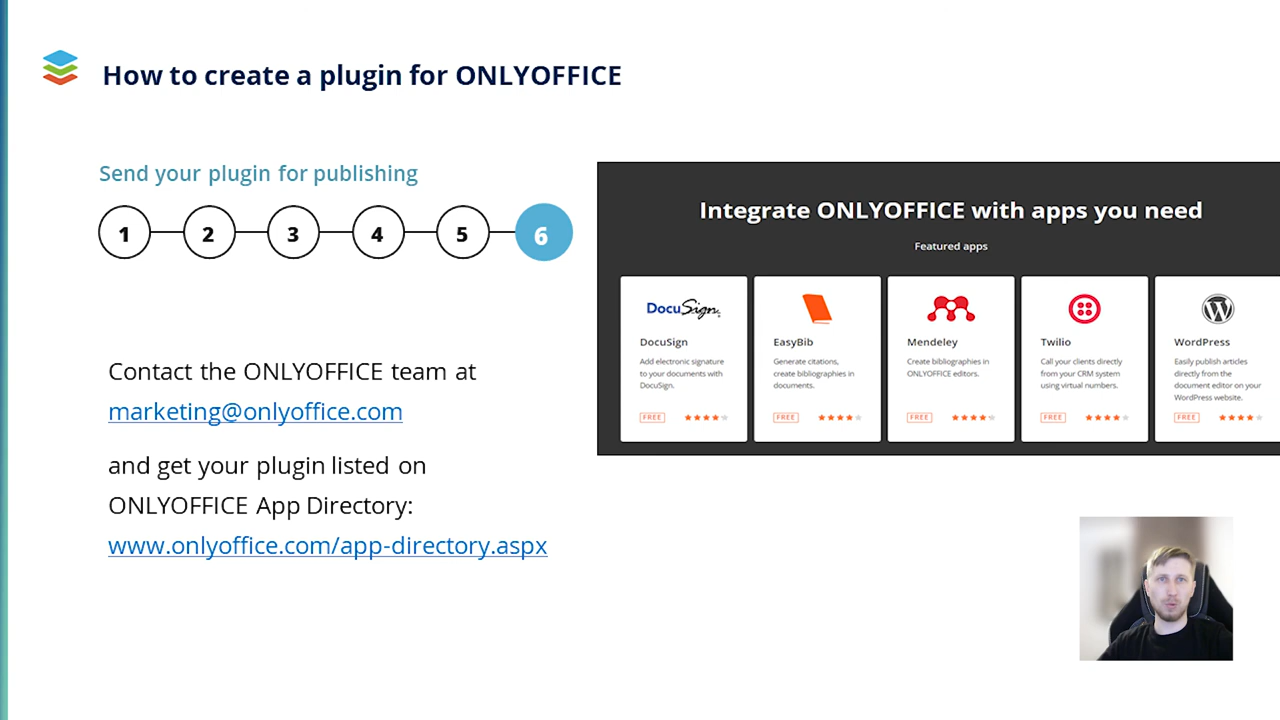 How to create a plugin for ONLYOFFICE
Send your plugin for publishing
1 2 3 4 5 6
Contact the ONLYOFFICE team at
marketing@onlyoffice.com
and get your plugin listed on
ONLYOFFICE App Directory:
www.onlyoffice.com/app-directory.aspx
Integrate ONLYOFFICE with apps you need
Featured apps
DocuSign
DocuSign
Add electronic signature
to your documents with
DocuSign.
FREE
EasyBib
Generate citations,
create bibliographies in
documents.
FREE
Mendeley
Create bibliographies in
ONLYOFFICE editors.
FREE
Twilio
Call your clients directly
from your CRM system
using virtual numbers.
FREE
WordPress
Easily publish articles
directly from the
document editor on your
WordPress website.
FREE